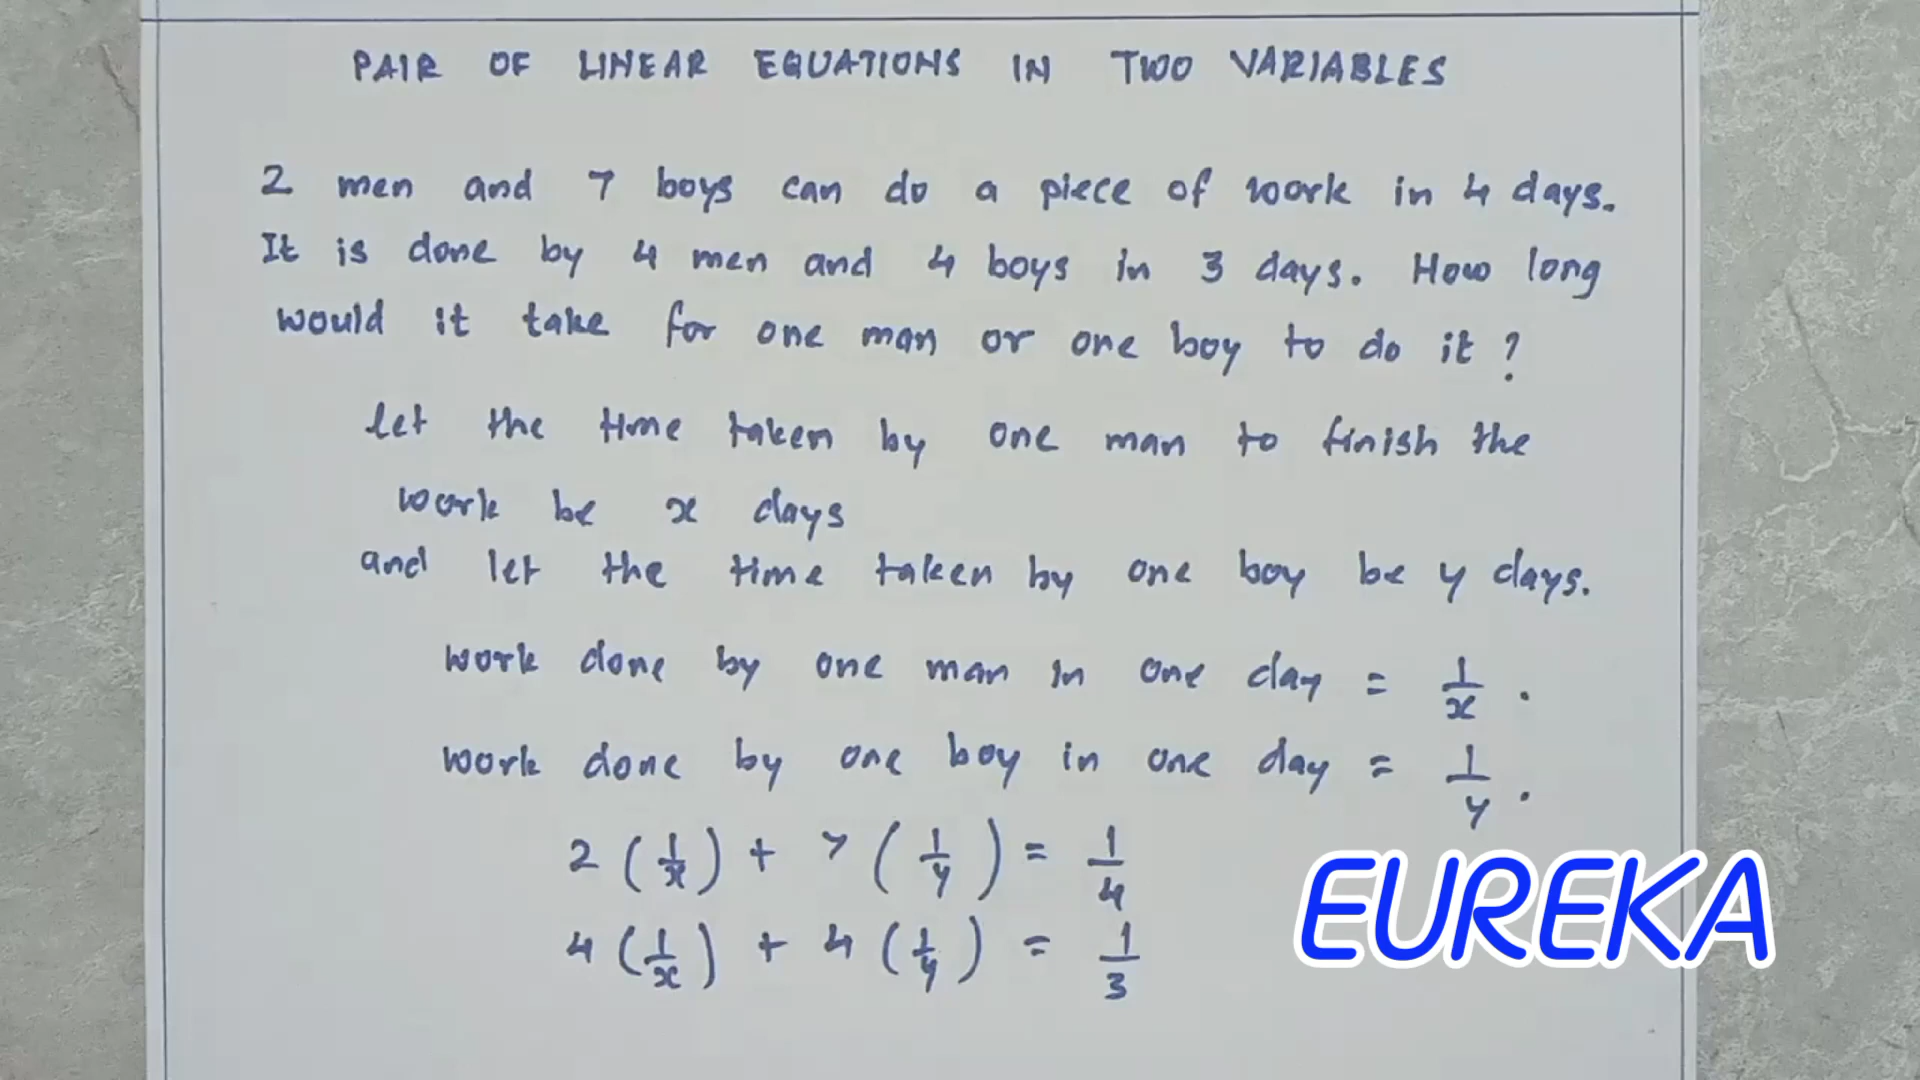 PAIR OF LINEAR EQUATIONS IN TWO VARIABLES
2 men and 7 boys can do a piece of work in 4 days.
It is done by 4 men and 4 boys in 3 days. How long
would it take for one man or one boy to do it ?
let the time taken by one man to finish the
work be x days
and let the time taken by one boy be y days.
work done by one man in one day = 1/x .
work done by one boy in one day = 1/y .
2 (1/x) + 7 (1/y) = 1/4
4 (1/x) + 4 (1/y) = 1/3
EUREKA